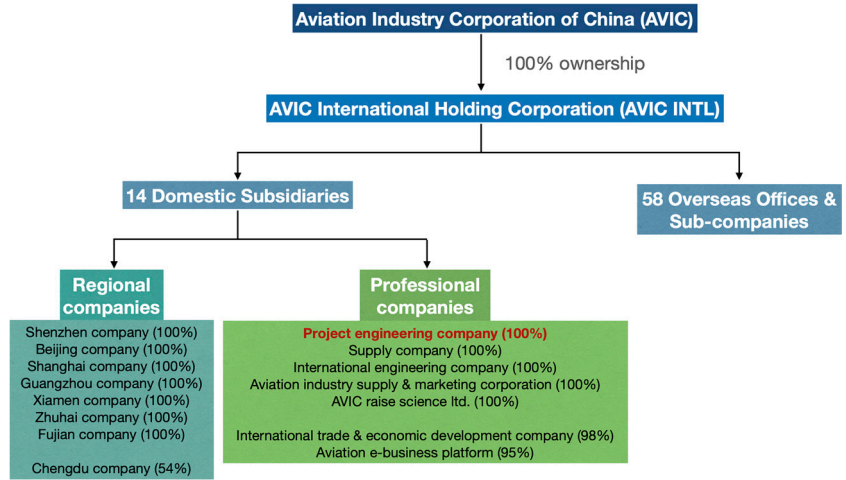 Aviation Industry Corporation of China (AVIC)
100% ownership
AVIC International Holding Corporation (AVIC INTL)
14 Domestic Subsidiaries
58 Overseas Offices &
Sub-companies
Regional
companies
Shenzhen company (100%)
Beijing company (100%)
Shanghai company (100%)
Guangzhou company (100%)
Xiamen company (100%)
Zhuhai company (100%)
Fujian company (100%)
Chengdu company (54%)
Professional
companies
Project engineering company (100%)
Supply company (100%)
International engineering company (100%)
Aviation industry supply & marketing corporation (100%)
AVIC raise science ltd. (100%)
International trade & economic development company (98%)
Aviation e-business platform (95%)